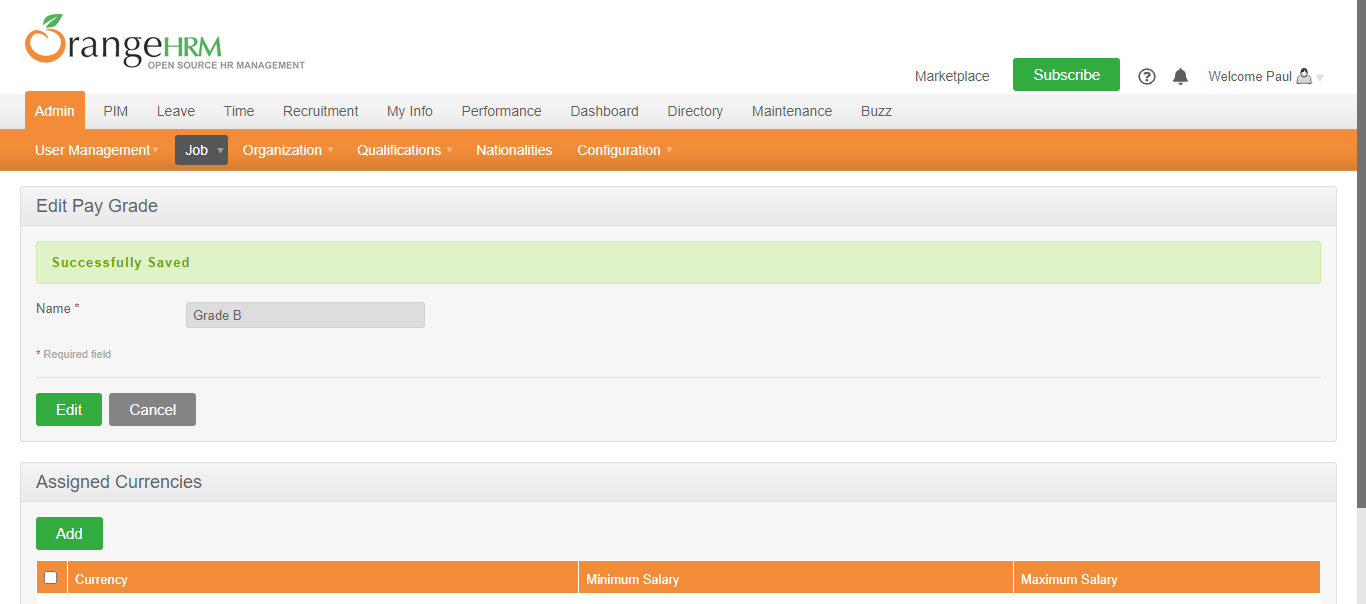 OrangeHRM
OPEN SOURCE HR MANAGEMENT
Marketplace Subscribe Welcome Paul
Admin PIM Leave Time Recruitment My Info Performance Dashboard Directory Maintenance Buzz
User Management Job Organization Qualifications Nationalities Configuration
Edit Pay Grade
Successfully Saved
Name * Grade B
* Required field
Edit Cancel
Assigned Currencies
Add
Currency Minimum Salary Maximum Salary